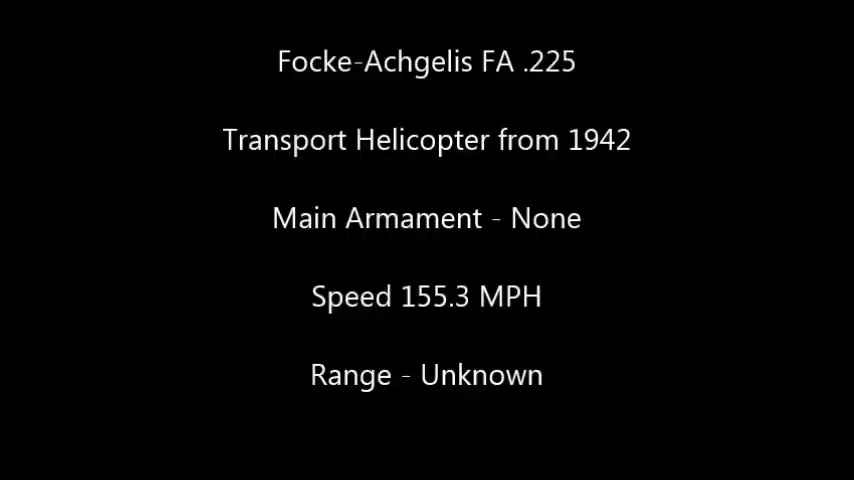 Focke-Achgelis FA .225
Transport Helicopter from 1942
Main Armament - None
Speed 155.3 MPH
Range - Unknown